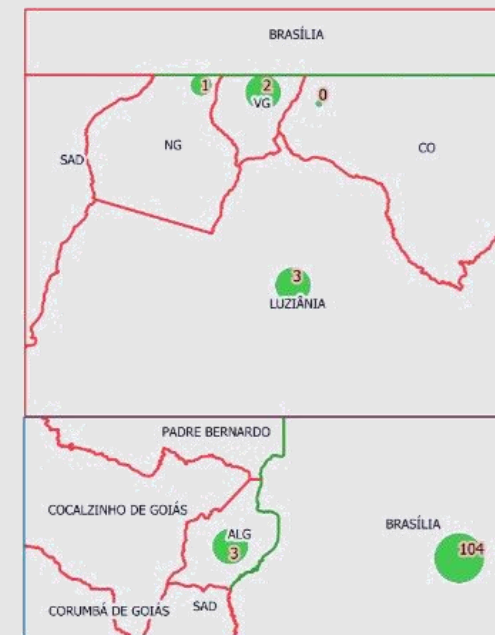 BRASÍLIA
1
2
VG
0
NG
CO
SAD
3
LUZIÂNIA
PADRE BERNARDO
COCALZINHO DE GOIÁS
BRASÍLIA
ALG
3
104
CORUMBÁ DE GOIÁS
SAD